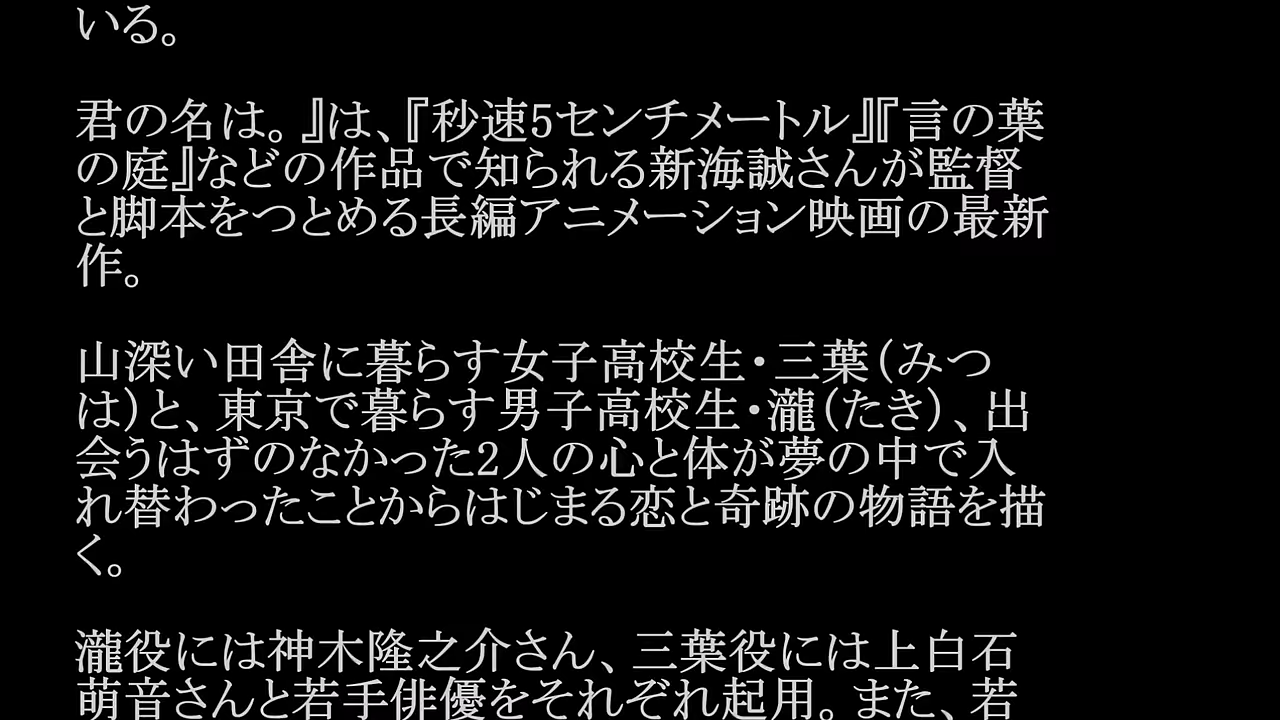 いる。
君の名は。』は、『秒速5センチメートル』『言の葉
の庭』などの作品で知られる新海誠さんが監督
と脚本をつとめる長編アニメーション映画の最新
作。
山深い田舎に暮らす女子高校生・三葉（みつ
は）と、東京で暮らす男子高校生・瀧（たき）、出
会うはずのなかった2人の心と体が夢の中で入
れ替わったことからはじまる恋と奇跡の物語を描
く。
瀧役には神木隆之介さん、三葉役には上白石
萌音さんと若手俳優をそれぞれ起用。また、若